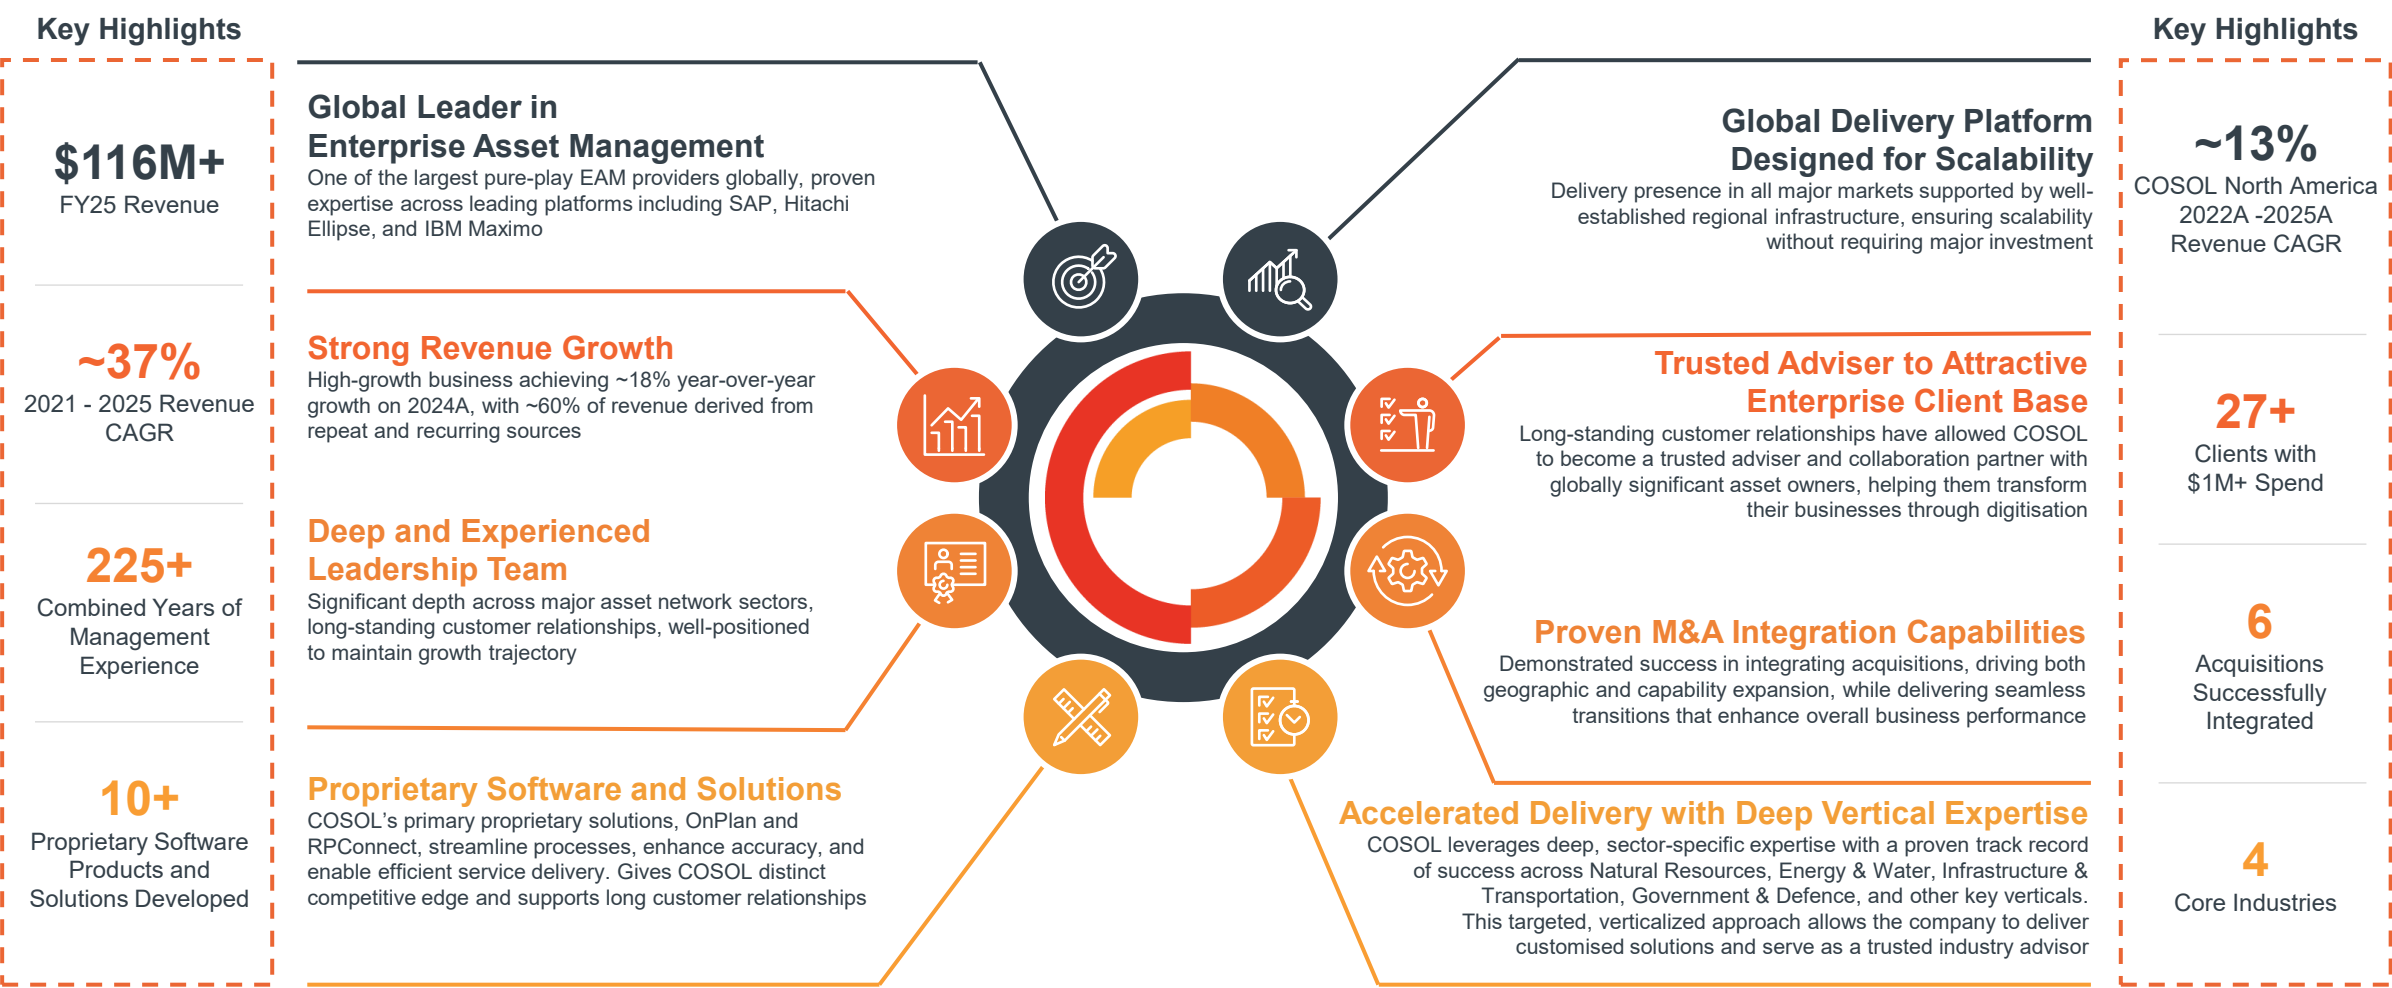 Key Highlights
$116M+
FY25 Revenue
~37%
2021 - 2025 Revenue
CAGR
225+
Combined Years of
Management
Experience
10+
Proprietary Software
Products and
Solutions Developed
Global Leader in
Enterprise Asset Management
One of the largest pure-play EAM providers globally, proven
expertise across leading platforms including SAP, Hitachi
Ellipse, and IBM Maximo
Strong Revenue Growth
High-growth business achieving ~18% year-over-year
growth on 2024A, with ~60% of revenue derived from
repeat and recurring sources
Deep and Experienced
Leadership Team
Significant depth across major asset network sectors,
long-standing customer relationships, well-positioned
to maintain growth trajectory
Proprietary Software and Solutions
COSOL’s primary proprietary solutions, OnPlan and
RPConnect, streamline processes, enhance accuracy, and
enable efficient service delivery. Gives COSOL distinct
competitive edge and supports long customer relationships
Global Delivery Platform
Designed for Scalability
Delivery presence in all major markets supported by well-
established regional infrastructure, ensuring scalability
without requiring major investment
Trusted Adviser to Attractive
Enterprise Client Base
Long-standing customer relationships have allowed COSOL
to become a trusted adviser and collaboration partner with
globally significant asset owners, helping them transform
their businesses through digitisation
Proven M&A Integration Capabilities
Demonstrated success in integrating acquisitions, driving both
geographic and capability expansion, while delivering seamless
transitions that enhance overall business performance
Accelerated Delivery with Deep Vertical Expertise
COSOL leverages deep, sector-specific expertise with a proven track record
of success across Natural Resources, Energy & Water, Infrastructure &
Transportation, Government & Defence, and other key verticals.
This targeted, verticalized approach allows the company to deliver
customised solutions and serve as a trusted industry advisor
Key Highlights
~13%
COSOL North America
2022A -2025A
Revenue CAGR
27+
Clients with
$1M+ Spend
6
Acquisitions
Successfully
Integrated
4
Core Industries